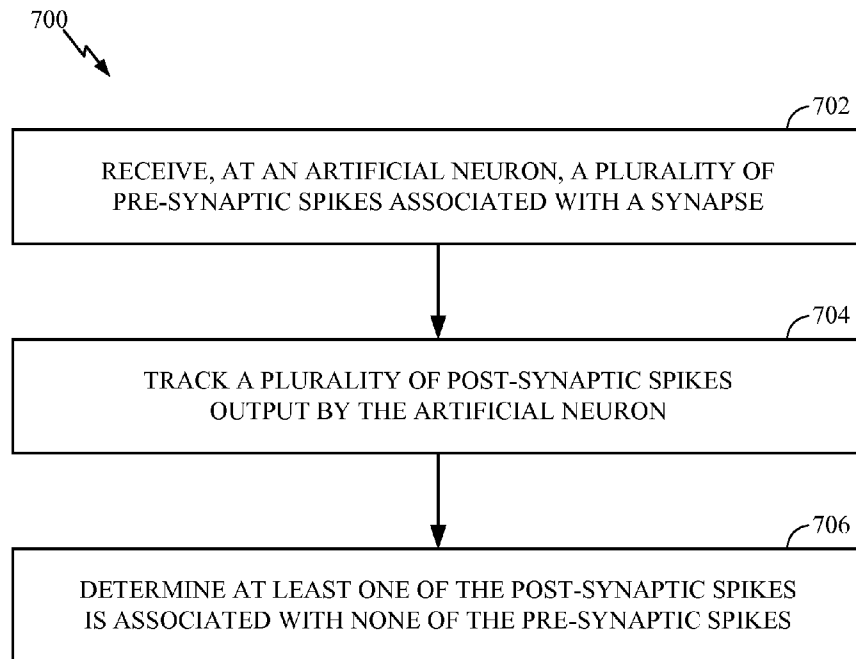 700
702
RECEIVE, AT AN ARTIFICIAL NEURON, A PLURALITY OF
PRE-SYNAPTIC SPIKES ASSOCIATED WITH A SYNAPSE
704
TRACK A PLURALITY OF POST-SYNAPTIC SPIKES
OUTPUT BY THE ARTIFICIAL NEURON
706
DETERMINE AT LEAST ONE OF THE POST-SYNAPTIC SPIKES
IS ASSOCIATED WITH NONE OF THE PRE-SYNAPTIC SPIKES